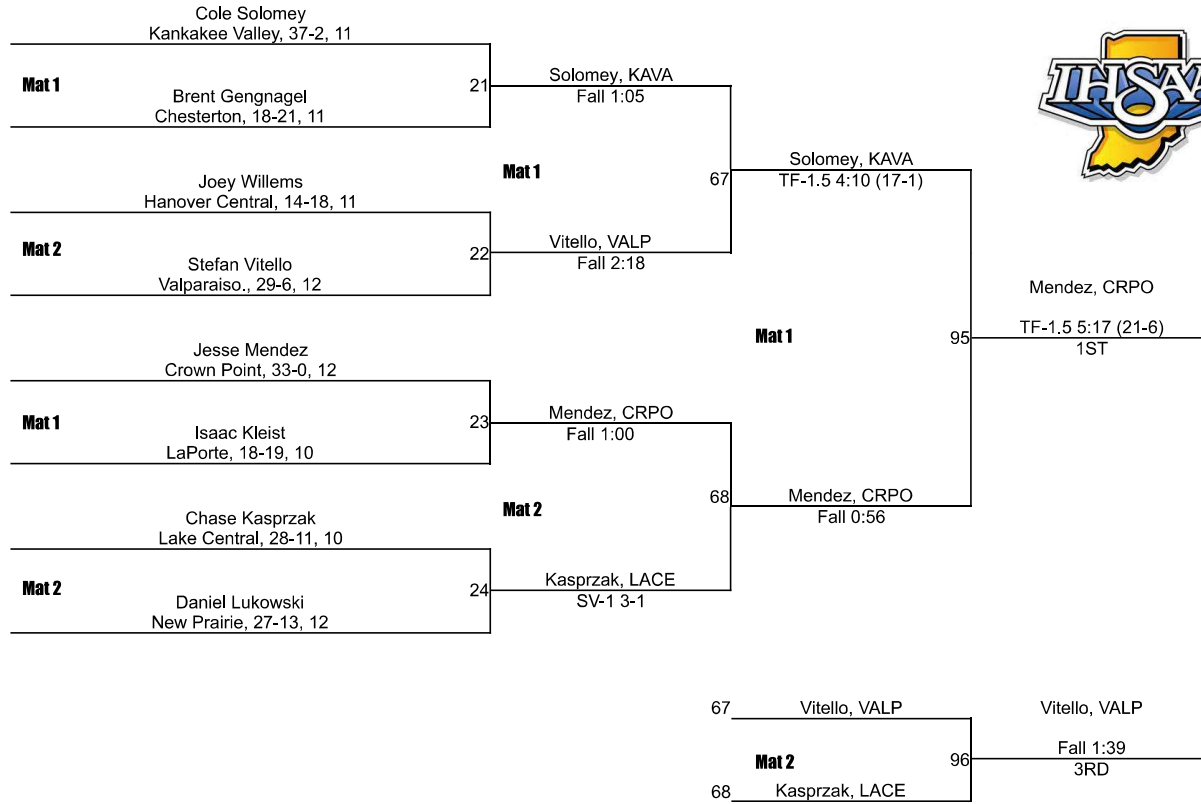 Cole Solomey
Kankakee Valley, 37-2, 11
Mat 1
21
Brent Gengnagel
Chesterton, 18-21, 11
Solomey, KAVA
Fall 1:05
Mat 1
67
Joey Willems
Hanover Central, 14-18, 11
Mat 2
22
Stefan Vitello
Valparaiso., 29-6, 12
Vitello, VALP
Fall 2:18
Solomey, KAVA
TF-1.5 4:10 (17-1)
IHSAA
Jesse Mendez
Crown Point, 33-0, 12
Mat 1
23
Isaac Kleist
LaPorte, 18-19, 10
Mendez, CRPO
Fall 1:00
Mat 2
68
Chase Kasprzak
Lake Central, 28-11, 10
Mat 2
24
Daniel Lukowski
New Prairie, 27-13, 12
Kasprzak, LACE
SV-1 3-1
Mendez, CRPO
Fall 0:56
Mat 1
95
Mendez, CRPO
TF-1.5 5:17 (21-6)
1ST
67
Vitello, VALP
Mat 2
96
68
Kasprzak, LACE
Vitello, VALP
Fall 1:39
3RD